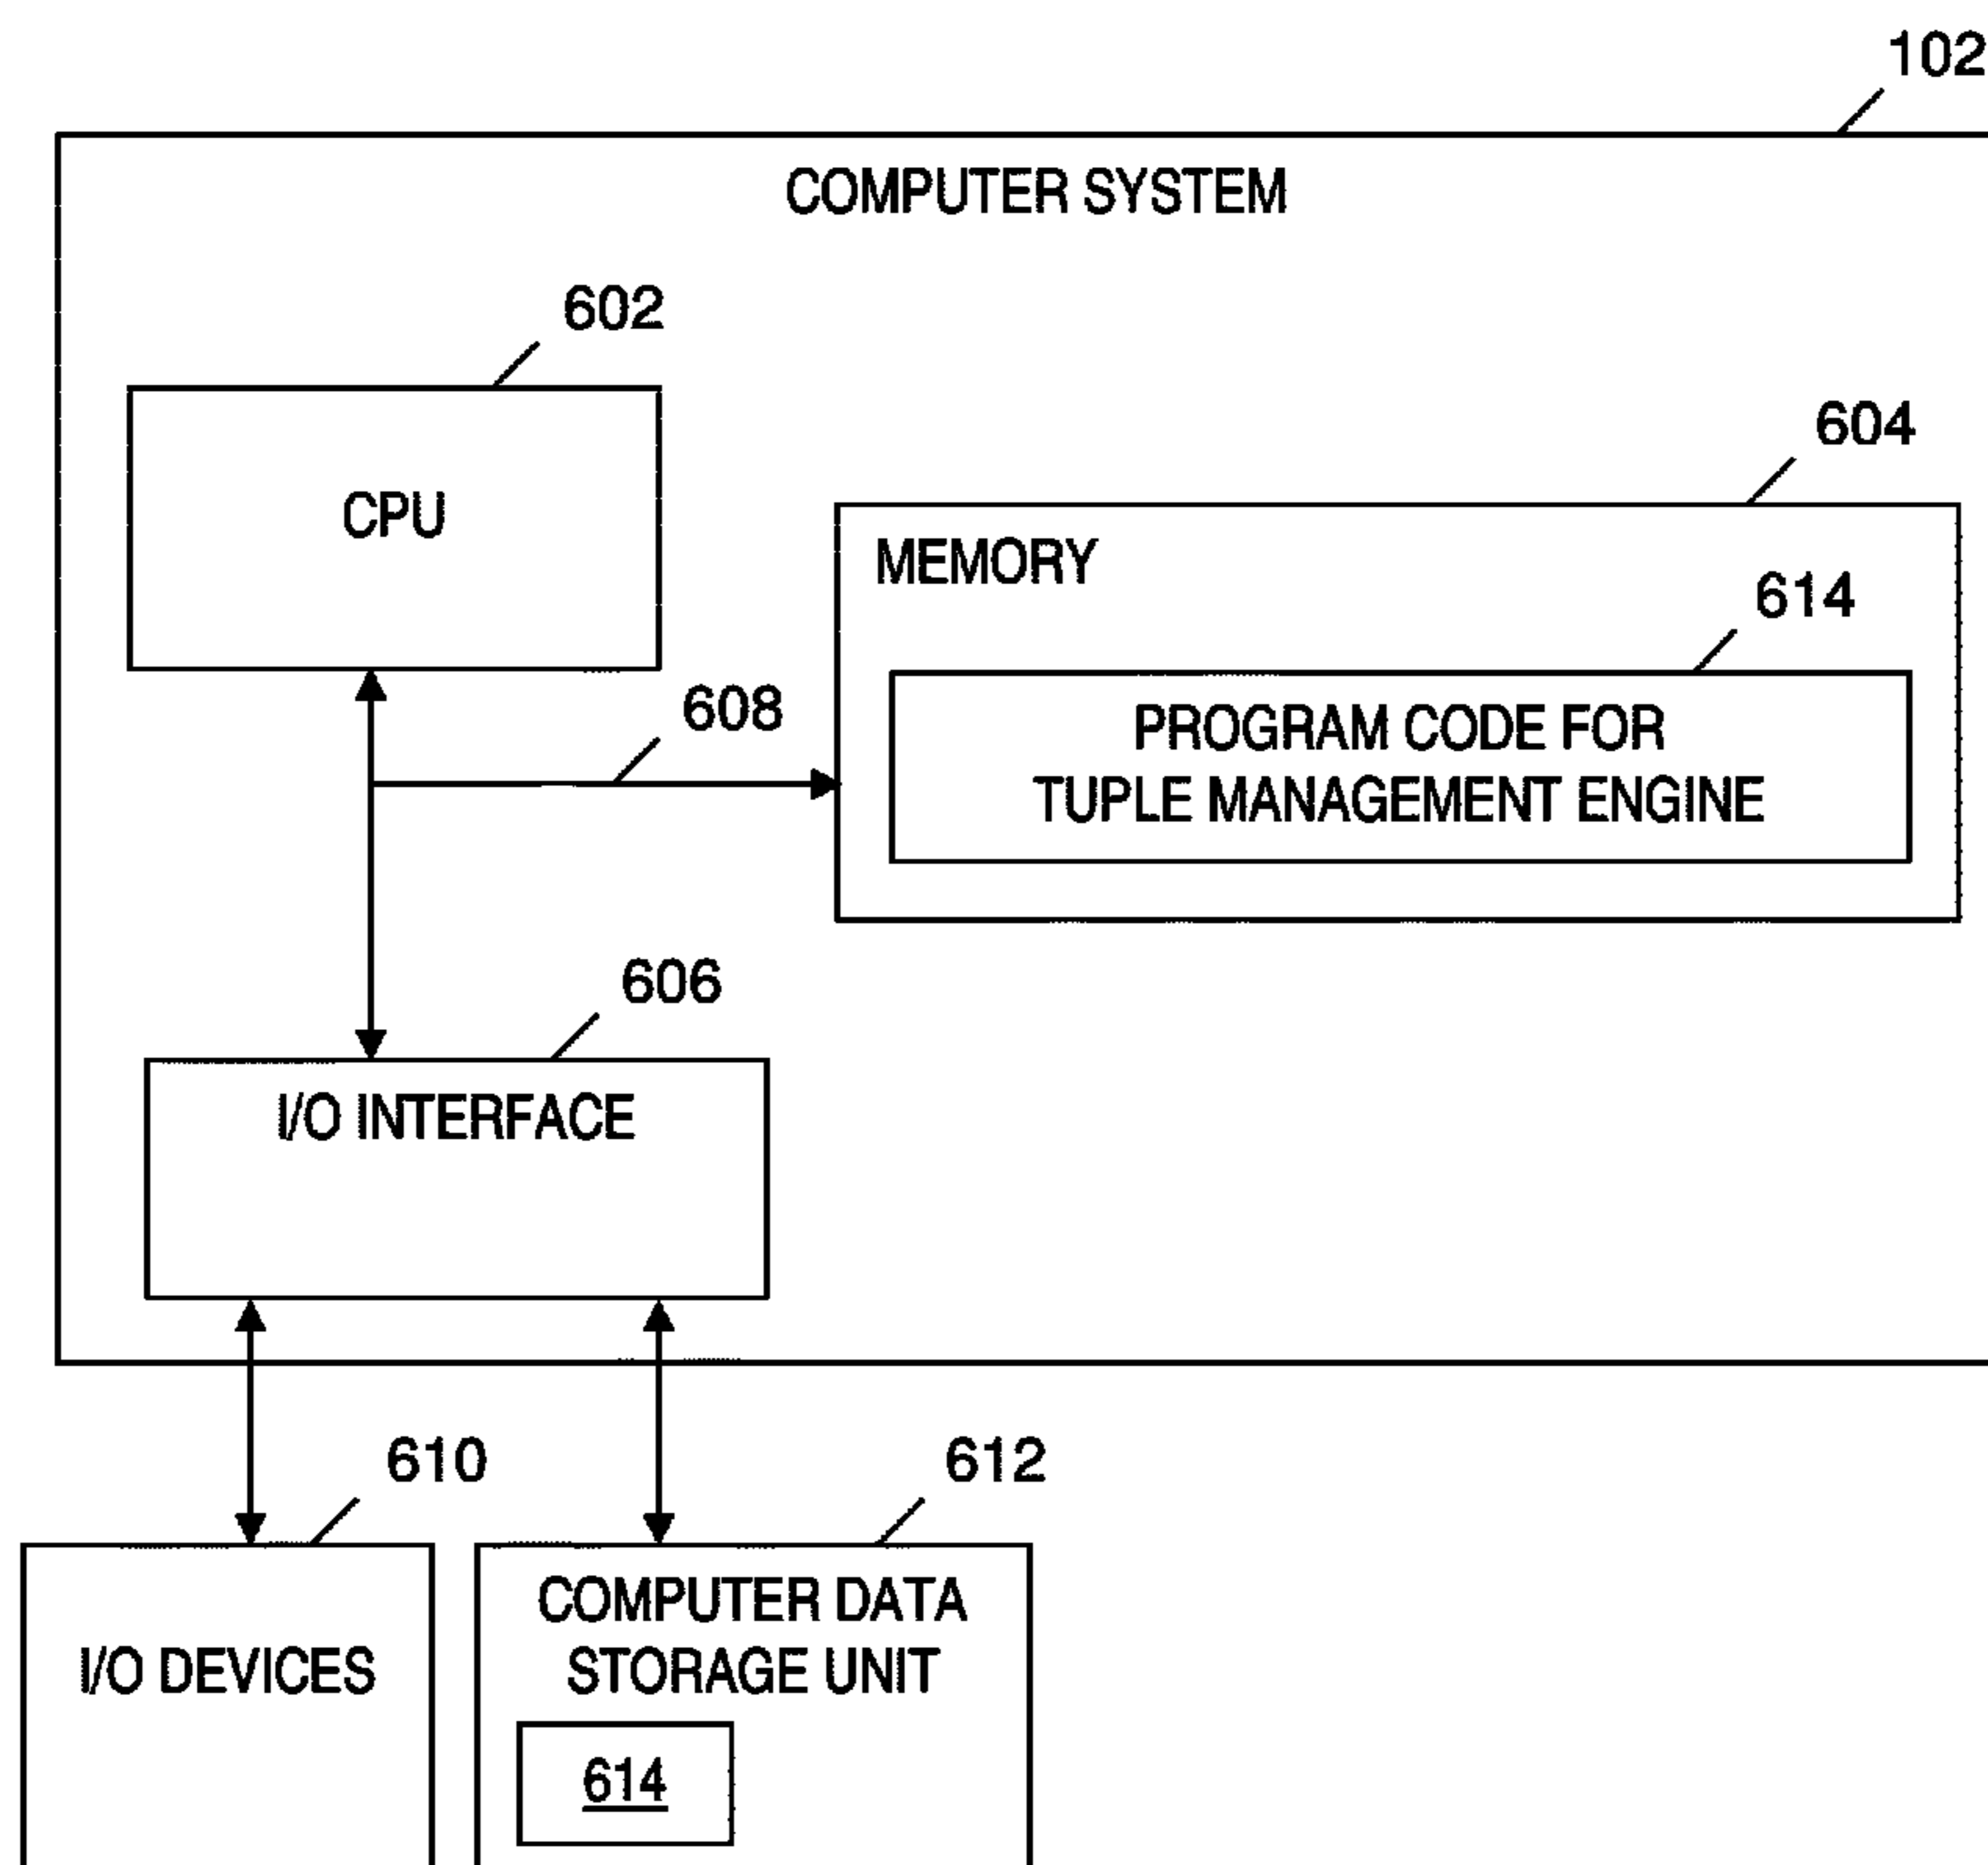 102
COMPUTER SYSTEM
602
CPU
604
MEMORY
614
PROGRAM CODE FOR
TUPLE MANAGEMENT ENGINE
608
606
I/O INTERFACE
610
612
I/O DEVICES
COMPUTER DATA
STORAGE UNIT
614